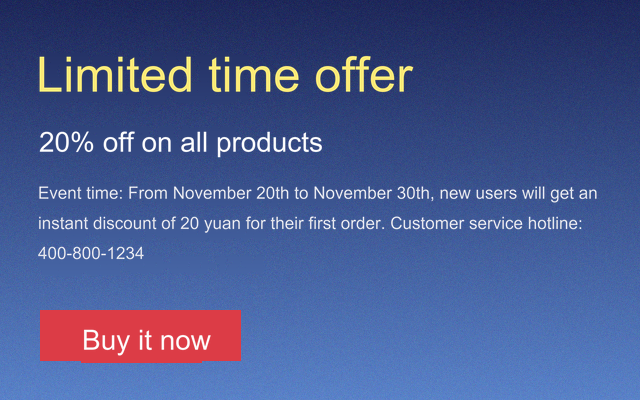 Limited time offer
20% off on all products
Event time: From November 20th to November 30th, new users will get an
instant discount of 20 yuan for their first order. Customer service hotline:
400-800-1234
Buy it now